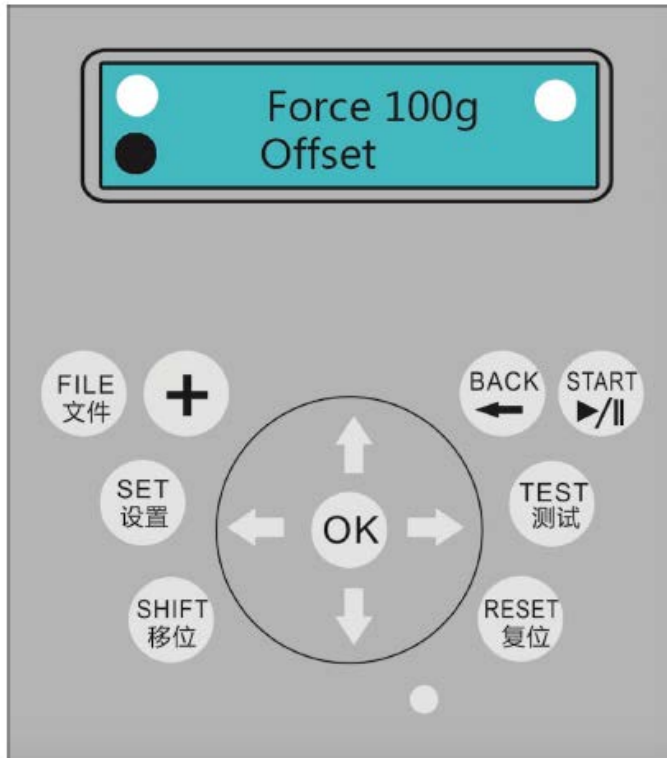 Force 100g
Offset
FILE
文件
+
BACK
START
▶/||
SET
设置
TEST
测试
OK
SHIFT
移位
RESET
复位